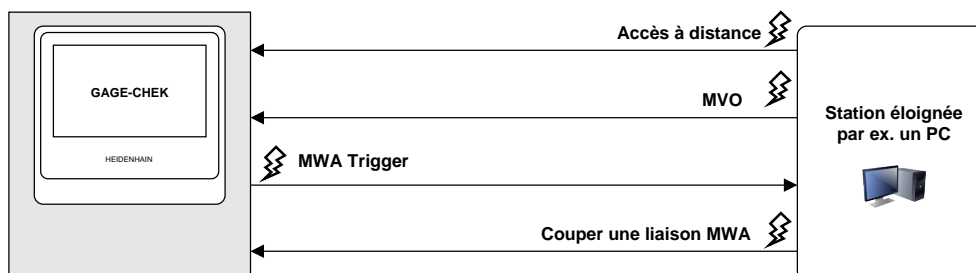 Accès à distance
GAGE-CHEK
MVO
Station éloignée
par ex. un PC
HEIDENHAIN
MWA Trigger
Couper une liaison MWA